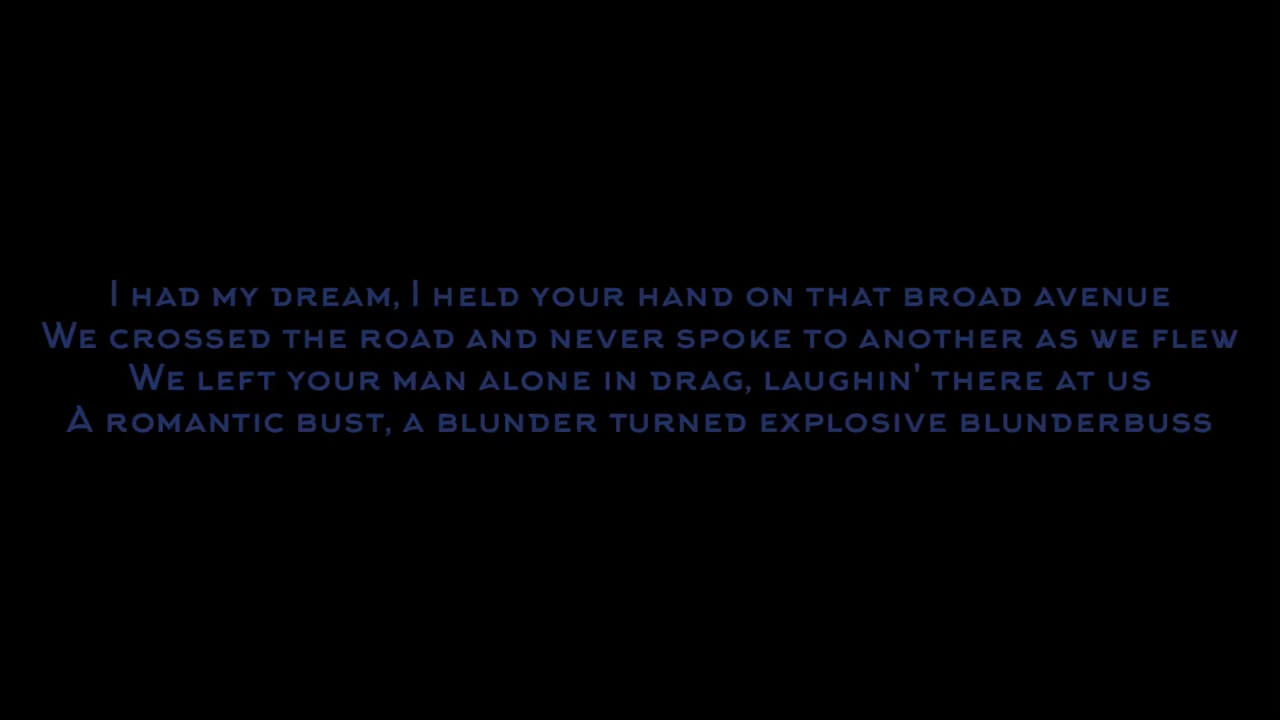 I had my dream, I held your hand on that broad avenue
We crossed the road and never spoke to another as we flew
We left your man alone in drag, laughin' there at us
A romantic bust, a blunder turned explosive blunderbuss